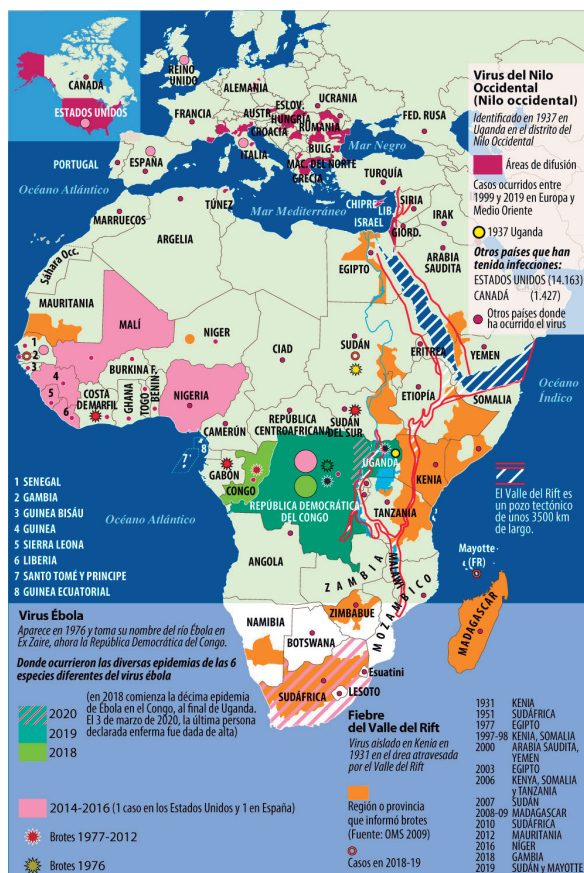 CANADÁ
ESTADOS UNIDOS
REINO
UNIDO
ALEMANIA
FRANCIA
AUSTR.
ESLOV.
HUNGRÍA
UCRANIA
CROACIA
RUMANÍA
FED. RUSA
ITALIA
BULG.
Mar Negro
PORTUGAL
ESPAÑA
MAC. DEL NORTE
GRECIA
TURQUÍA
Océano Atlántico
TÚNEZ
Mar Mediterráneo
CHIPRE
LIB.
ISRAEL
SIRIA
GIORD.
IRAK
MARRUECOS
ARGELIA
EGIPTO
ARABIA
SAUDITA
Sáhara Occ.
MAURITANIA
MALÍ
NIGER
CIAD
SUDÁN
ERITREA
YEMEN
1
2
3
4
5
6
BURKINA F.
COSTA
DE MARFIL
GHANA
TOGO
BENÍN
NIGERIA
CAMERÚN
REPÚBLICA
CENTROAFRICANA
SUDÁN
DEL SUR
ETIOPÍA
SOMALIA
Océano
Índico
7
8
GABÓN
CONGO
REPÚBLICA DEMOCRÁTICA
DEL CONGO
UGANDA
KENIA
TANZANIA
Océano Atlántico
ANGOLA
ZAMBIA
MALAWI
MOZAMBICO
Mayotte
(FR)
NAMIBIA
ZIMBABUE
BOTSWANA
MADAGASCAR
Esuatini
SUDÁFRICA
LESOTO
Virus del Nilo
Occidental
(Nilo occidental)
Identificado en 1937 en
Uganda en el distrito del
Nilo Occidental
Áreas de difusión
Casos ocurridos entre
1999 y 2019 en Europa y
Medio Oriente
1937 Uganda
Otros países que han
tenido infecciones:
ESTADOS UNIDOS (14.163)
CANADÁ (1.427)
Otros países donde
ha ocurrido el virus
El Valle del Rift es
un pozo tectónico
de unos 3500 km
de largo.
1 SENEGAL
2 GAMBIA
3 GUINEA BISÁU
4 GUINEA
5 SIERRA LEONA
6 LIBERIA
7 SANTO TOMÉ Y PRINCIPE
8 GUINEA ECUATORIAL
Virus Ébola
Aparece en 1976 y toma su nombre del río Ébola en
Ex Zaire, ahora la República Democrática del Congo.
Donde ocurrieron las diversas epidemias de las 6
especies diferentes del virus ébola
(en 2018 comienza la décima epidemia
de Ébola en el Congo, al final de Uganda.
El 3 de marzo de 2020, la última persona
declarada enferma fue dada de alta)
2020
2019
2018
2014-2016 (1 caso en los Estados Unidos y 1 en España)
Brotes 1977-2012
Brotes 1976
Fiebre
del Valle del Rift
Virus aislado en Kenia en
1931 en el área atravesada
por el Valle del Rift
Región o provincia
que informó brotes
(Fuente: OMS 2009)
Casos en 2018-19
1931 KENIA
1951 SUDÁFRICA
1977 EGIPTO
1997-98 KENIA, SOMALIA
2000 ARABIA SAUDITA,
YEMEN
2003 EGIPTO
2006 KENYA, SOMALIA
y TANZANIA
2007 SUDÁN
2008-09 MADAGASCAR
2010 SUDÁFRICA
2012 MAURITANIA
2016 NÍGER
2018 GAMBIA
2019 SUDÁN y MAYOTTE